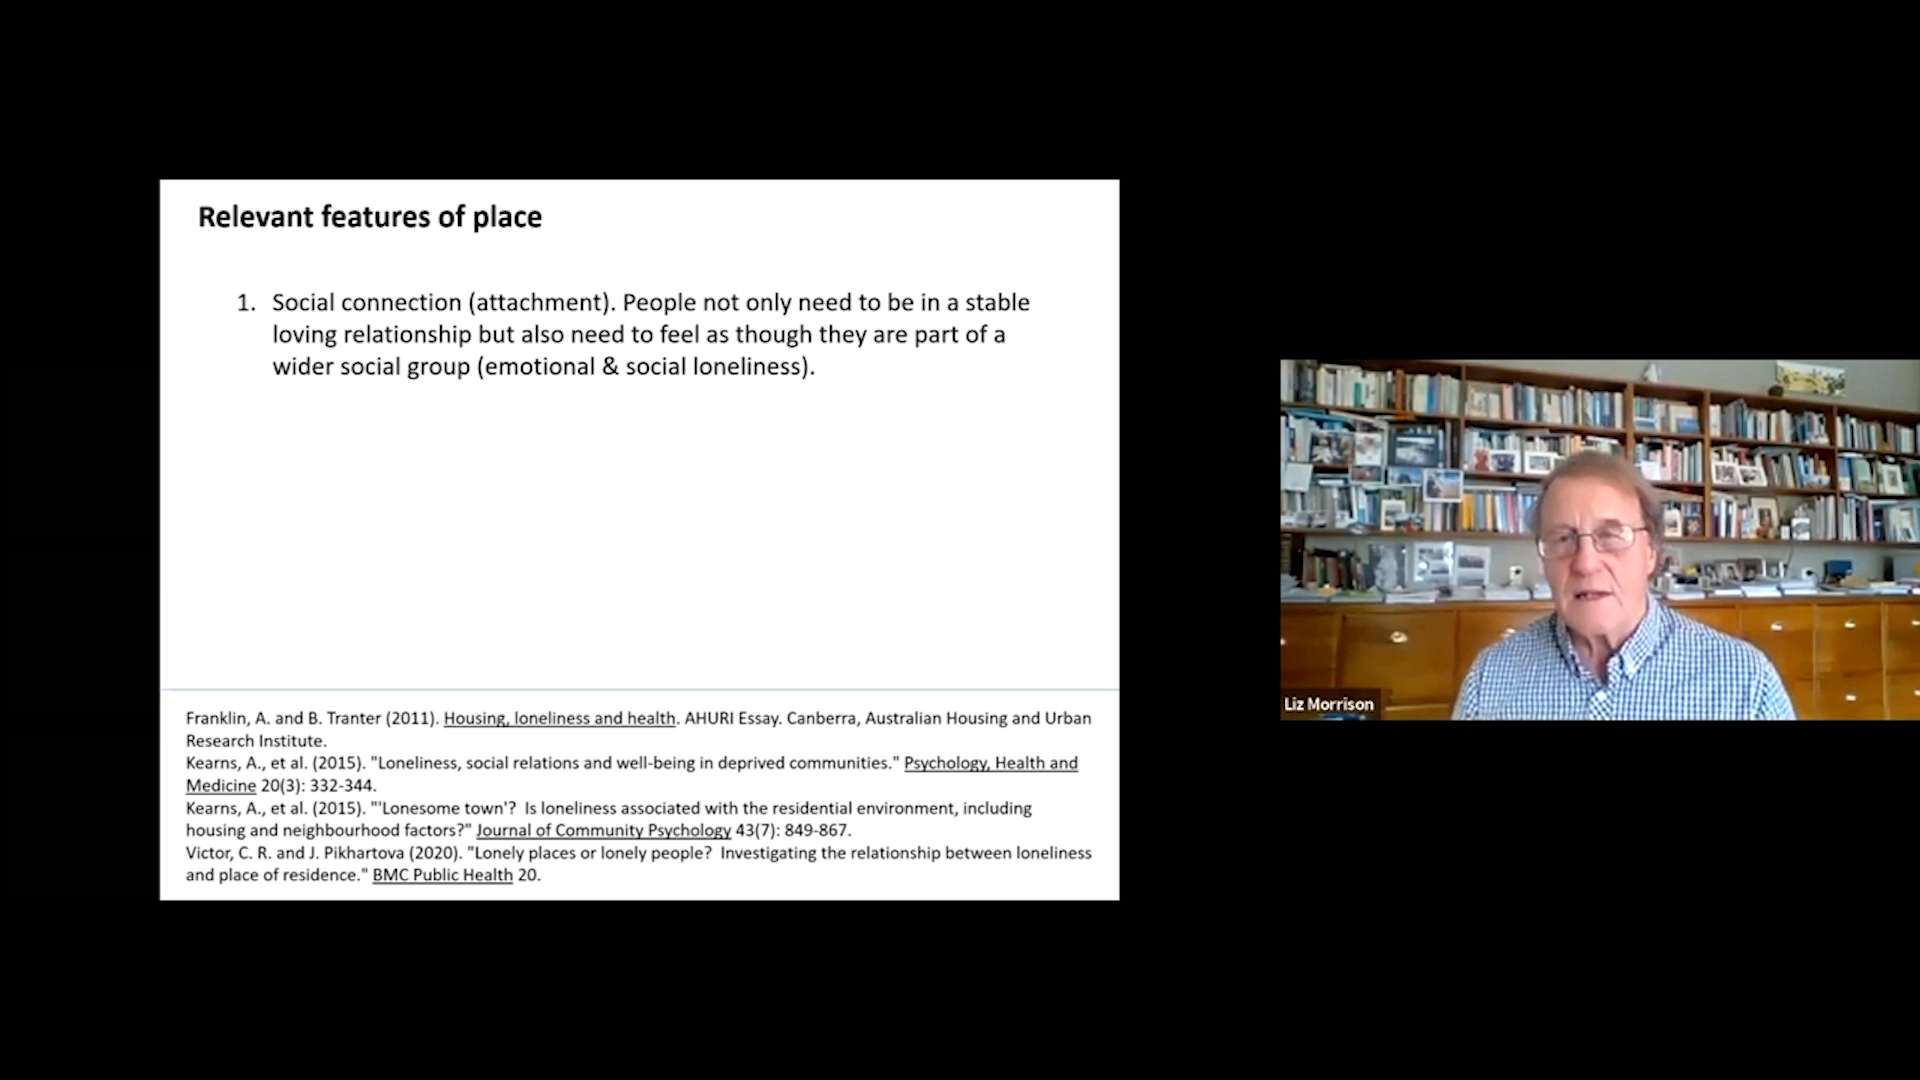 Relevant features of place
1. Social connection (attachment). People not only need to be in a stable
loving relationship but also need to feel as though they are part of a
wider social group (emotional & social loneliness).
Franklin, A. and B. Tranter (2011). Housing, loneliness and health. AHURI Essay. Canberra, Australian Housing and Urban
Research Institute.
Kearns, A., et al. (2015). "Loneliness, social relations and well-being in deprived communities." Psychology, Health and
Medicine 20(3): 332-344.
Kearns, A., et al. (2015). "'Lonesome town'? Is loneliness associated with the residential environment, including
housing and neighbourhood factors?" Journal of Community Psychology 43(7): 849-867.
Victor, C. R. and J. Pikhartova (2020). "Lonely places or lonely people? Investigating the relationship between loneliness
and place of residence." BMC Public Health 20.
Liz Morrison